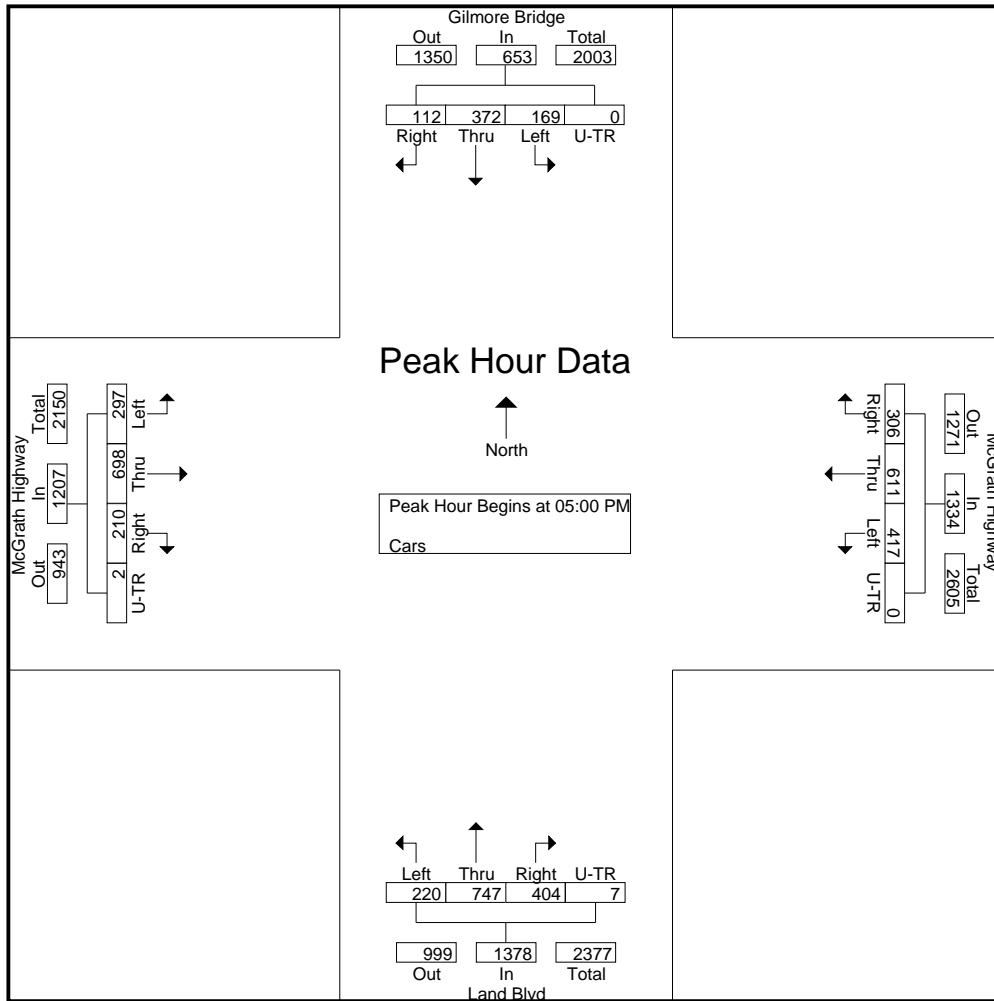 Gilmore Bridge
Out In Total
1350 653 2003
112 372 169 0
Right Thru Left U-TR
Peak Hour Data
North
Peak Hour Begins at 05:00 PM
Cars
McGrath Highway
Total In Out
2150 1207 943
297 698 210 2
Left Thru Right U-TR
McGrath Highway
Out In Total
1271 1334 2605
306 611 417 0
Right Thru Left U-TR
Left Thru Right U-TR
220 747 404 7
999 1378 2377
Out In Total
Land Blvd